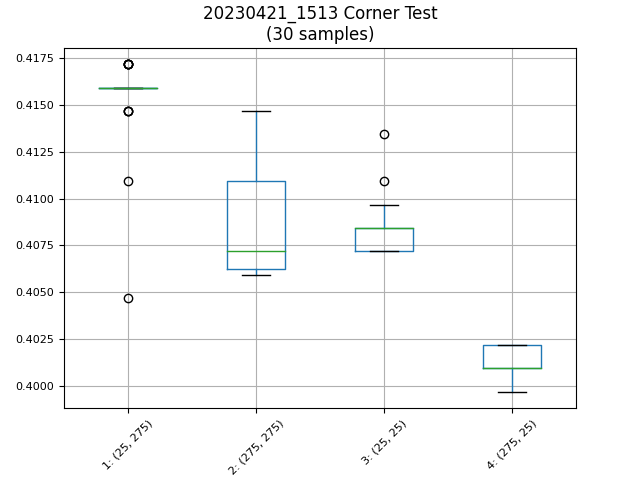 20230421_1513 Corner Test
(30 samples)
0.4175
0.4150
0.4125
0.4100
0.4075
0.4050
0.4025
0.4000
1: (25, 275)
2: (275, 275)
3: (25, 25)
4: (275, 25)